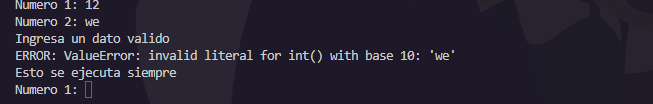 Numero 1: 12
Numero 2: we
Ingresa un dato valido
ERROR: ValueError: invalid literal for int() with base 10: 'we'
Esto se ejecuta siempre
Numero 1: